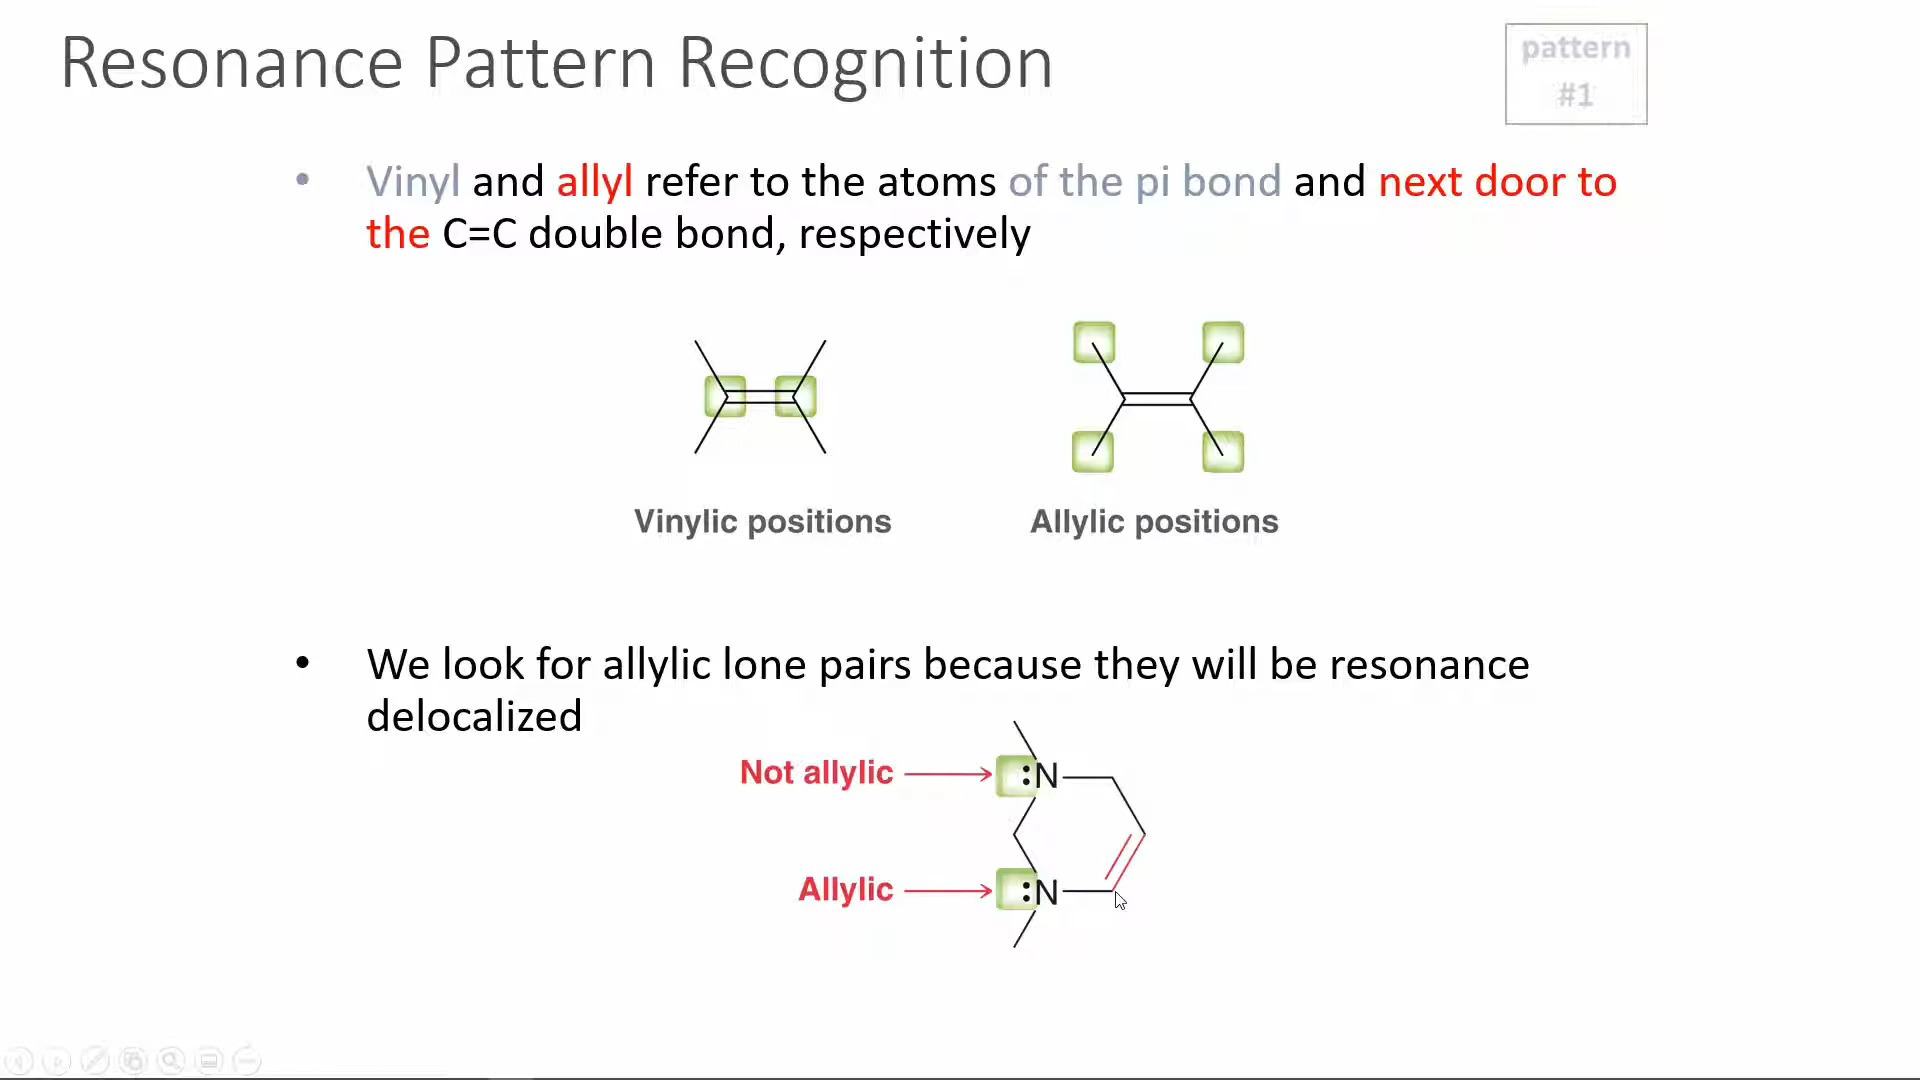 Resonance Pattern Recognition
pattern
#1
• Vinyl and allyl refer to the atoms of the pi bond and next door to
the C=C double bond, respectively
Vinylic positions
Allylic positions
• We look for allylic lone pairs because they will be resonance
delocalized
Not allylic
:N
Allylic
:N